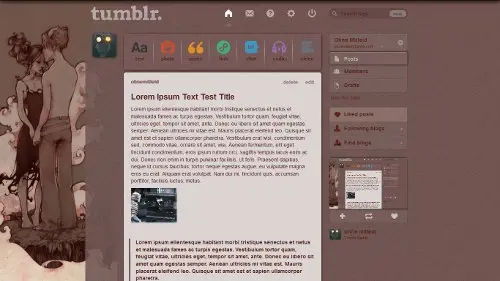 tumblr.
Text
photo
quote
link
chat
audio
video
Posts
Members
Drafts
Liked posts
Following blogs
Find blogs
delete edit
Lorem Ipsum Text Test Title
Lorem ipsum ellentesque habitant morbi tristique senectus et netus et
malesuada fames ac turpis egestas. Vestibulum tortor quam, feugiat vitae,
ultricies eget, tempor sit amet, ante. Donec eu libero sit amet quam egestas
semper. Aenean ultricies mi vitae est. Mauris placerat eleifend leo. Quisque sit
amet est et sapien ullamcorper pharetra. Vestibulum erat wisi, condimentum
sed, commodo vitae, ornare sit amet, wisi. Aenean fermentum, elit eget
tincidunt condimentum, eros ipsum rutrum orci, sagittis tempus lacus enim ac
dui. Donec non enim in turpis pulvinar facilisis. Ut felis. Praesent dapibus,
neque id cursus faucibus, tortor neque egestas augue, eu vulputate magna
eros eu erat. Aliquam erat volutpat. Nam dui mi, tincidunt quis, accumsan
porttitor, facilisis luctus, metus.
Lorem ipsum ellentesque habitant morbi tristique senectus et netus
et malesuada fames ac turpis egestas. Vestibulum tortor quam,
feugiat vitae, ultricies eget, tempor sit amet, ante. Donec eu libero
sit amet quam egestas semper. Aenean ultricies mi vitae est. Mauris
placerat eleifend leo. Quisque sit amet est et sapien ullamcorper
pharetra.